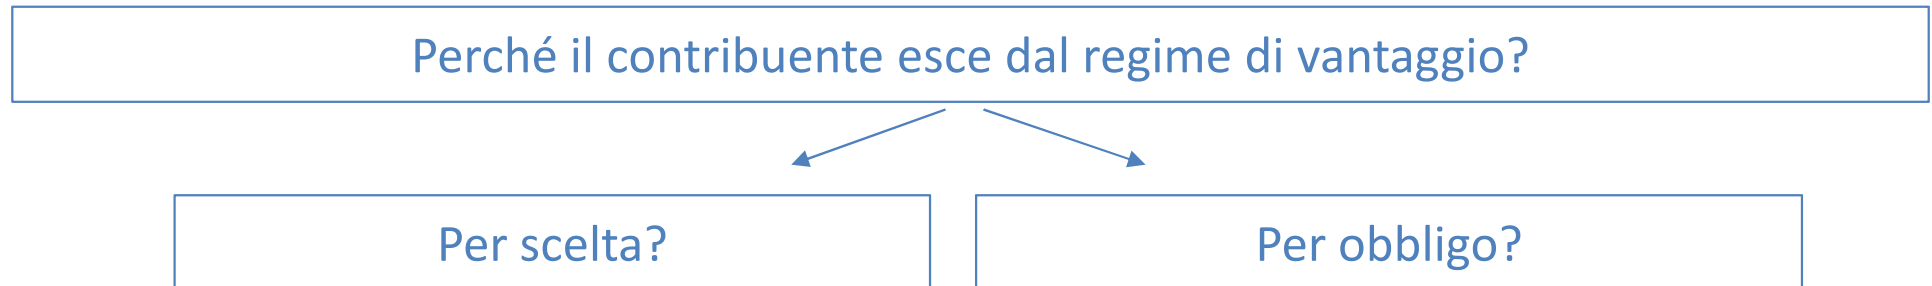 Perché il contribuente esce dal regime di vantaggio?
Per scelta?
Per obbligo?